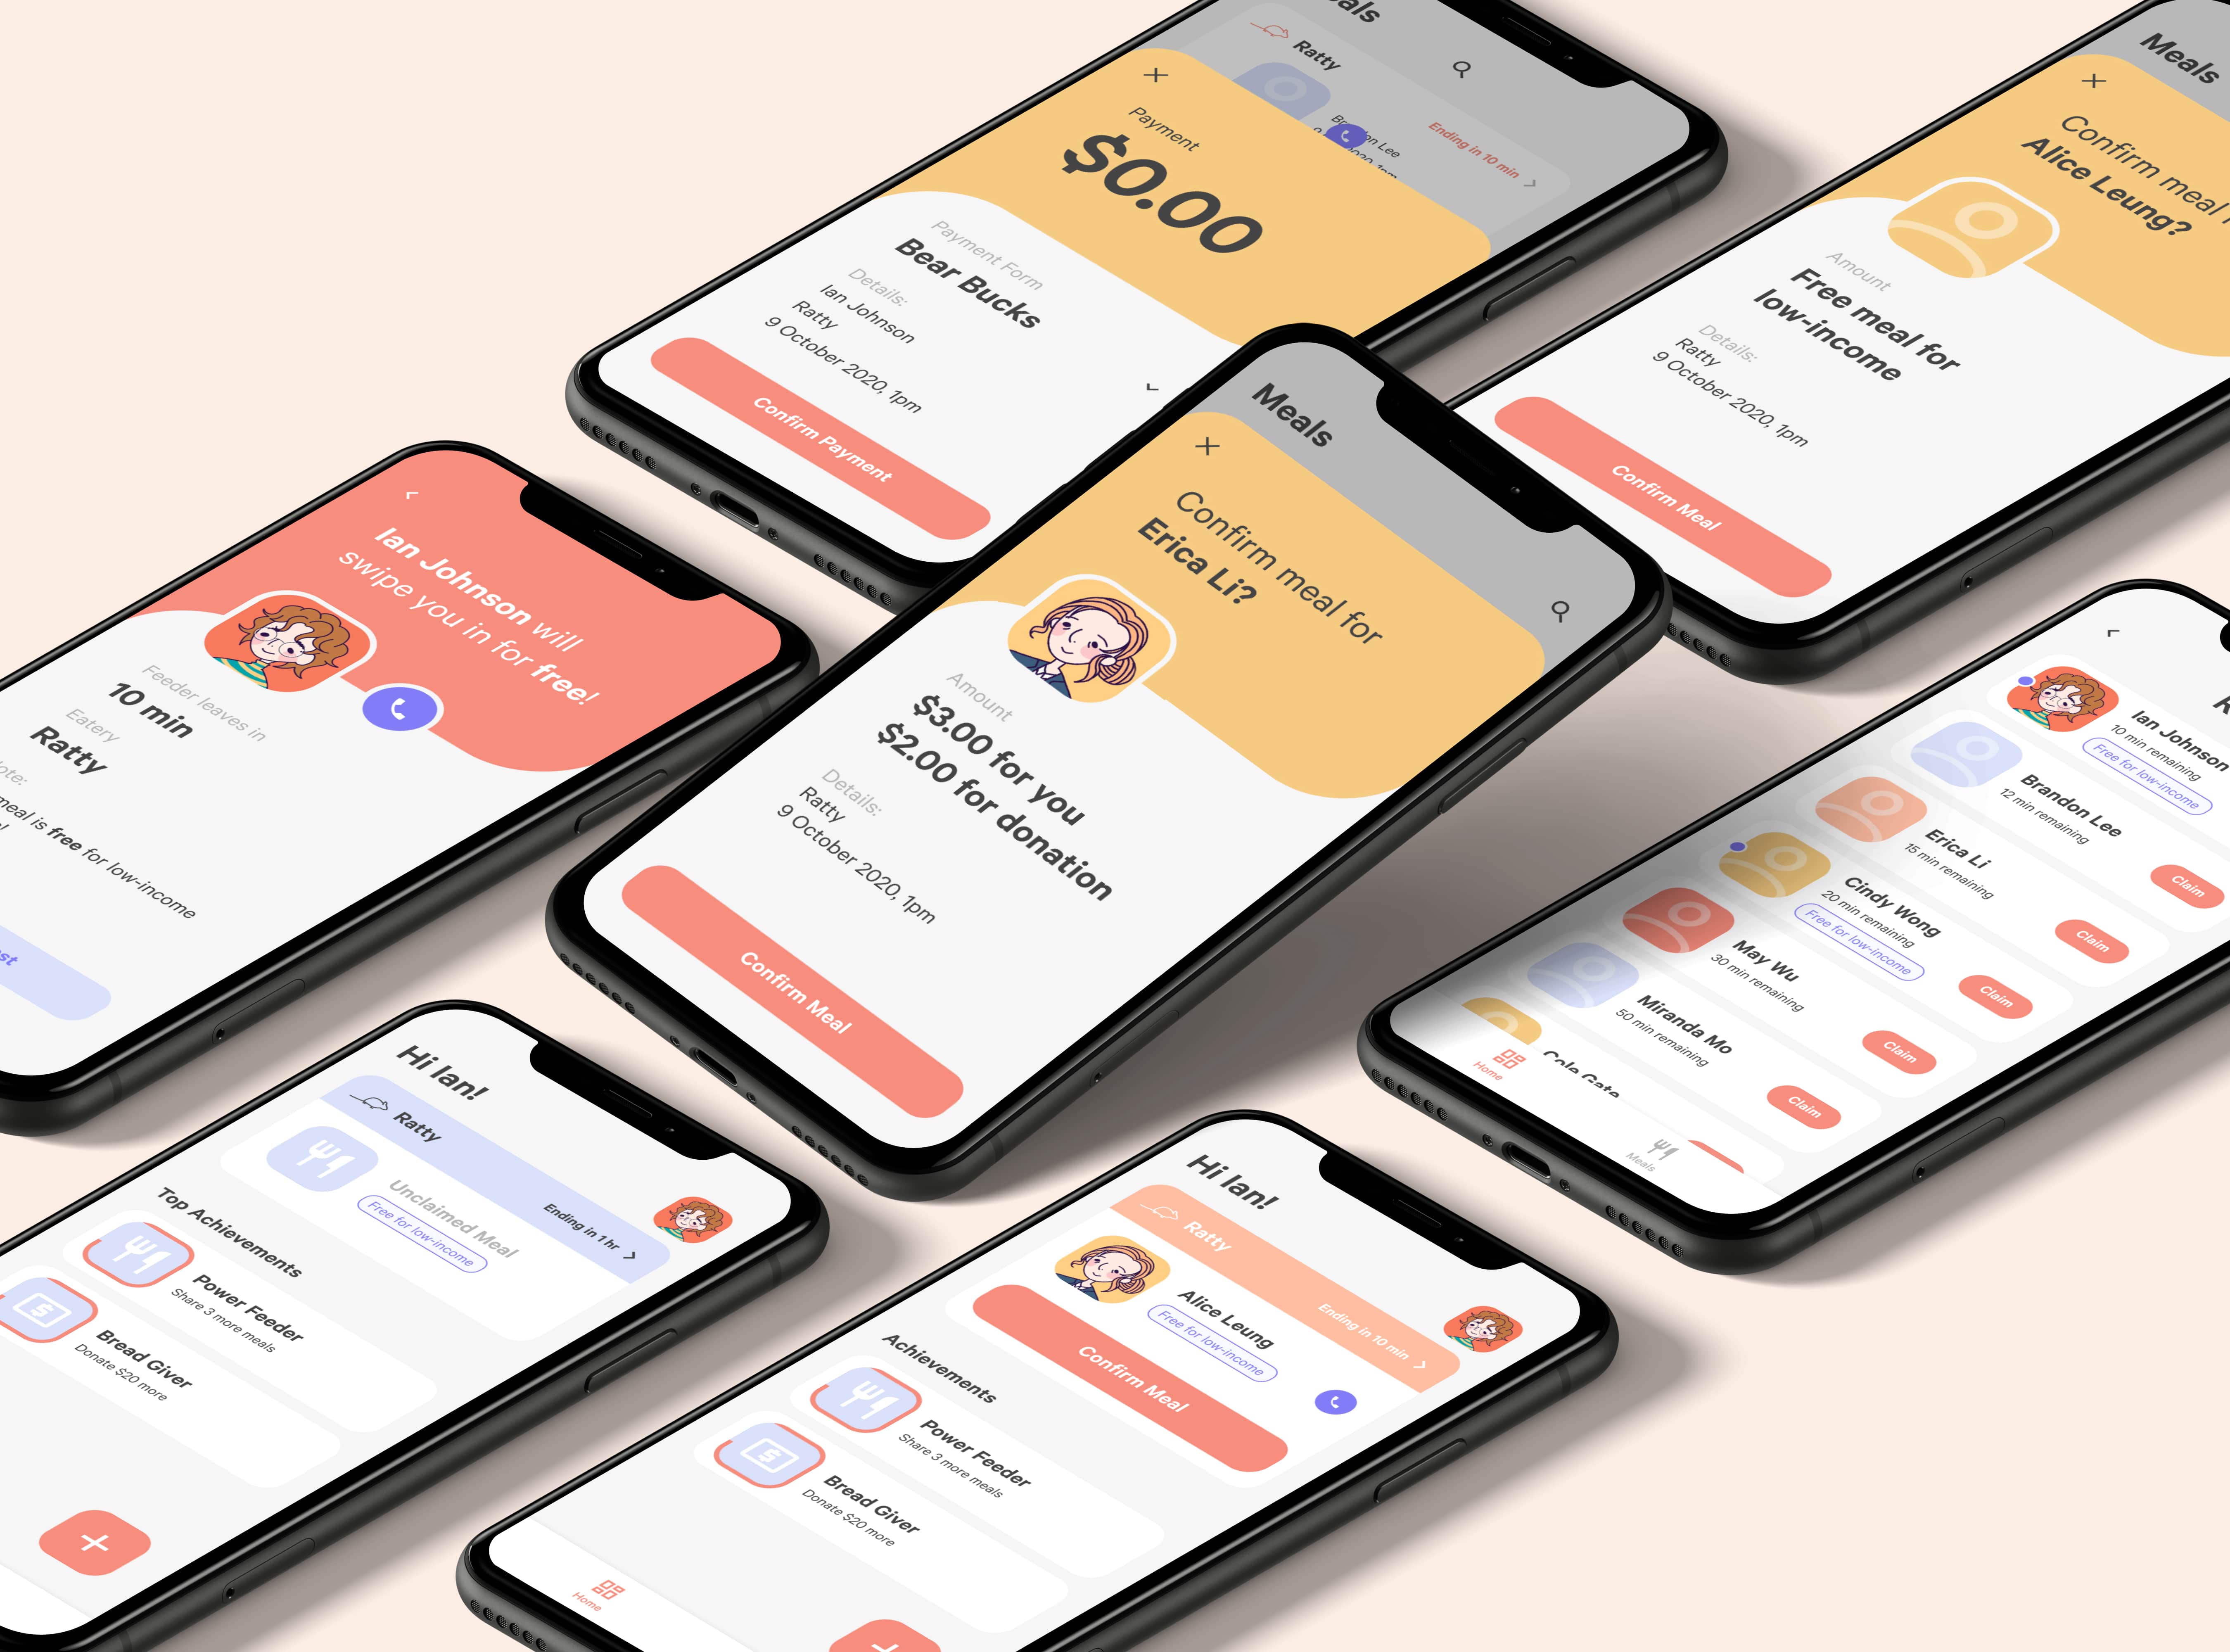 Meals
Ratty
Ending in 10 min
Payment
$0.00
Payment Form
Bear Bucks
Details:
Ian Johnson
Ratty
9 October 2020, 1pm
Confirm Payment
Meals
Confirm meal
Alice Leung?
Amount
Free meal for
low-income
Details:
Ratty
9 October 2020, 1pm
Confirm Meal
Ian Johnson will
swipe you in for free!
Feeder leaves in
10 min
Eatery
Ratty
meal is free for low-income
Meals
Confirm meal for
Erica Li?
Amount
$3.00 for you
$2.00 for donation
Details:
Ratty
9 October 2020, 1pm
Confirm Meal
Ian Johnson
10 min remaining
Free for low-income
Brandon Lee
12 min remaining
Claim
Erica Li
15 min remaining
Claim
Cindy Wong
20 min remaining
Free for low-income
Claim
May Wu
30 min remaining
Claim
Miranda Mo
50 min remaining
Claim
Home
Meals
Hi Ian!
Ratty
Ending in 1 hr
Unclaimed Meal
Free for low-income
Top Achievements
Power Feeder
Share 3 more meals
Bread Giver
Donate $20 more
Hi Ian!
Ratty
Ending in 10 min
Alice Leung
Free for low-income
Confirm Meal
Achievements
Power Feeder
Share 3 more meals
Bread Giver
Donate $20 more
Home